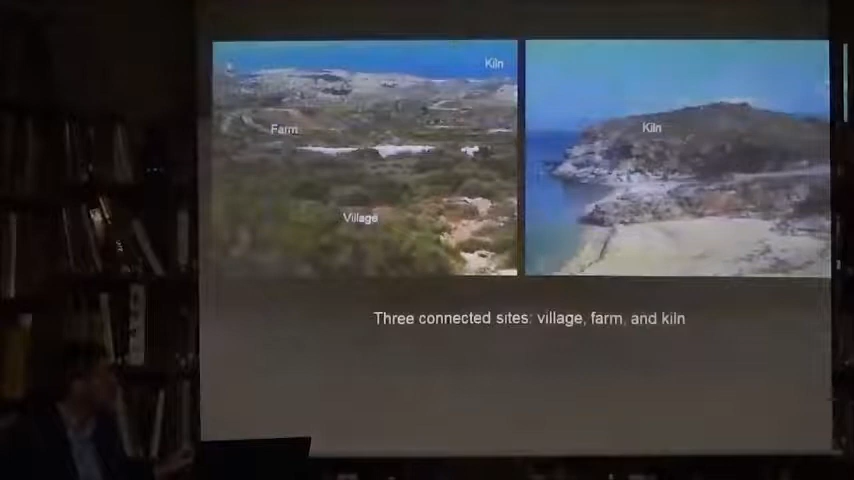 Kiln
Farm
Village
Kiln
Three connected sites: village, farm, and kiln